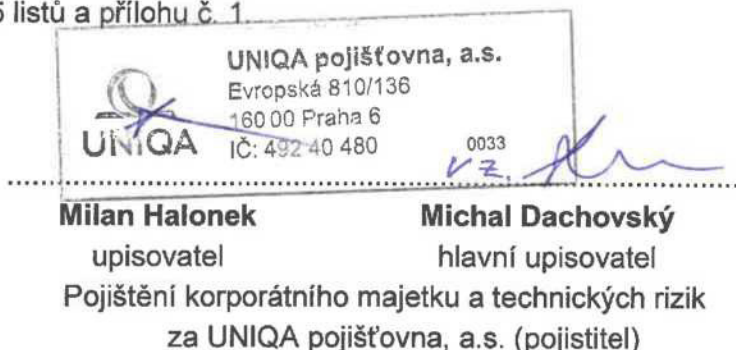 5 listů a přílohu č. 1.
UNIQA pojišťovna, a.s.
Evropská 810/136
160 00 Praha 6
UNIQA
IČ: 492 40 480
0033
vz.
Milan Halonek
Michal Dachovský
upisovatel
hlavní upisovatel
Pojištění korporátního majetku a technických rizik
za UNIQA pojišťovna, a.s. (pojistitel)